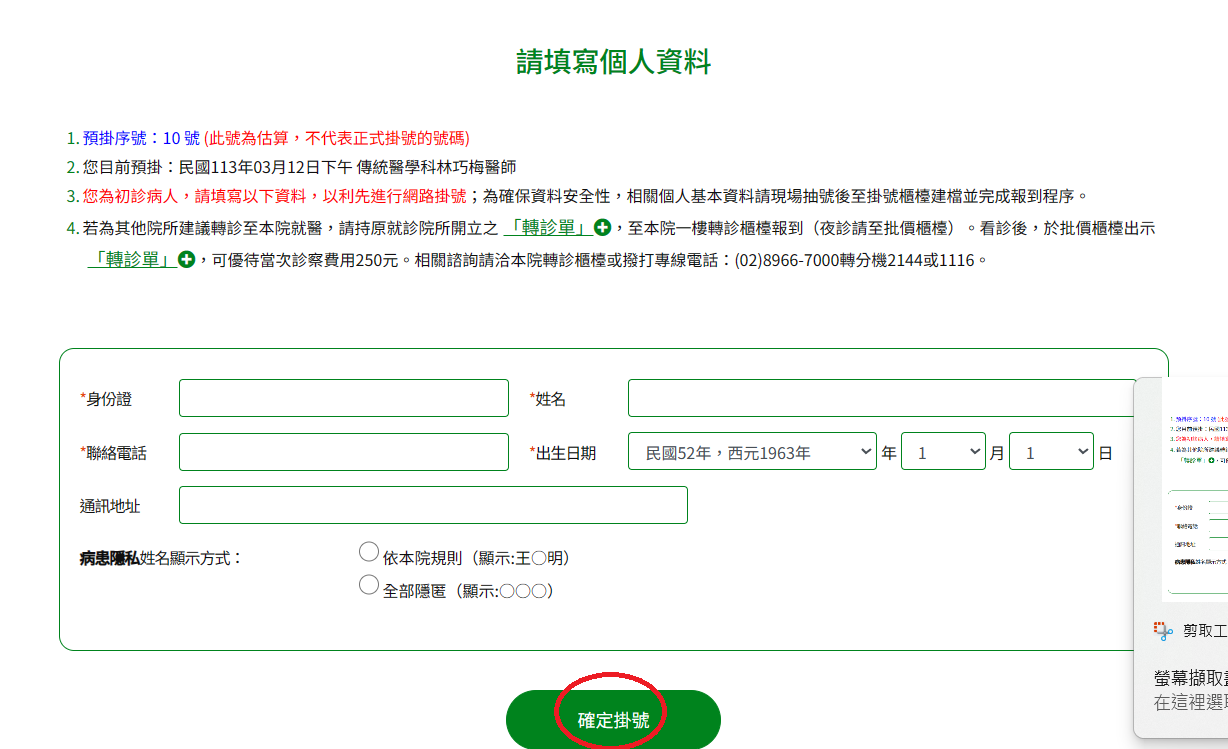 請填寫個人資料
1. 預掛序號：10 號 (此號為估算，不代表正式掛號的號碼)
2. 您目前預掛：民國113年03月12日下午 傳統醫學科林巧梅醫師
3. 您為初診病人，請填寫以下資料，以利先進行網路掛號；為確保資料安全性，相關個人基本資料請現場抽號後至掛號櫃檯建檔並完成報到程序。
4. 若為其他院所建議轉診至本院就醫，請持原就診院所開立之 「轉診單」，至本院一樓轉診櫃檯報到（夜診請至批價櫃檯）。看診後，於批價櫃檯出示
「轉診單」，可優待當次診察費用250元。相關諮詢請洽本院轉診櫃檯或撥打專線電話：(02)8966-7000轉分機2144或1116。
*身份證 *姓名
*聯絡電話 *出生日期 民國52年，西元1963年 年 1 月 1 日
通訊地址
病患隱私姓名顯示方式： 依本院規則（顯示:王〇明）
全部隱匿（顯示:〇〇〇）
確定掛號
剪取工
螢幕擷取
在這裡選